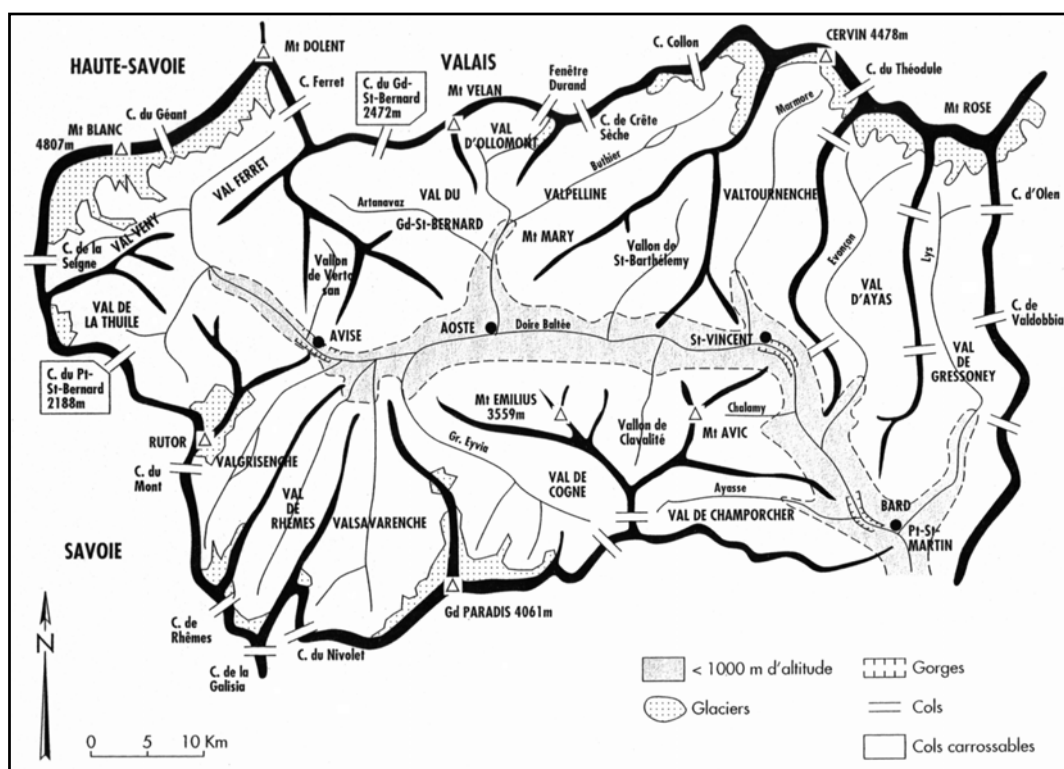 Mt DOLENT
HAUTE-SAVOIE
C. Ferret
VALAIS
C. du Gd-
St-Bernard
2472m
Mt VELAN
Fenêtre
Durand
C. Collon
CERVIN 4478m
C. du Théodule
Mt ROSE
C. du Géant
Mt BLANC
4807m
VAL FERRET
VAL
D'OLLOMONT
C. de Crête
Sèche
Marmore
Buthier
VAL DU
Gd-St-BERNARD
Artanavaz
VALPELLINE
VALTOURNENCHE
C. d'Olen
VAL VENY
C. de la
Seigne
Mt MARY
Vallon
de Verto
san
Vallon de
St-Barthélemy
Evançon
Lys
VAL
D'AYAS
VAL DE
LA THUILE
AVISE
AOSTE
Doire Baltée
St-VINCENT
C. de
Valdobbia
VAL
DE
GRESSONEY
C. du Pt-
St-Bernard
2188m
Mt EMILIUS
3559m
Vallon de
Clavalité
Mt AVIC
Chalamy
RUTOR
C. du
Mont
VALGRISENCHE
Gr. Eyvia
VAL
DE
RHÊMES
VALSAVARENCHE
VAL
DE
COGNE
Ayasse
VAL DE CHAMPORCHER
BARD
Pt-St-
MARTIN
SAVOIE
Gd PARADIS 4061m
C. de
Rhêmes
C. du Nivolet
C. de la
Galisia
N
0 5 10 Km
< 1000 m d'altitude
Glaciers
Gorges
Cols
Cols carrossables